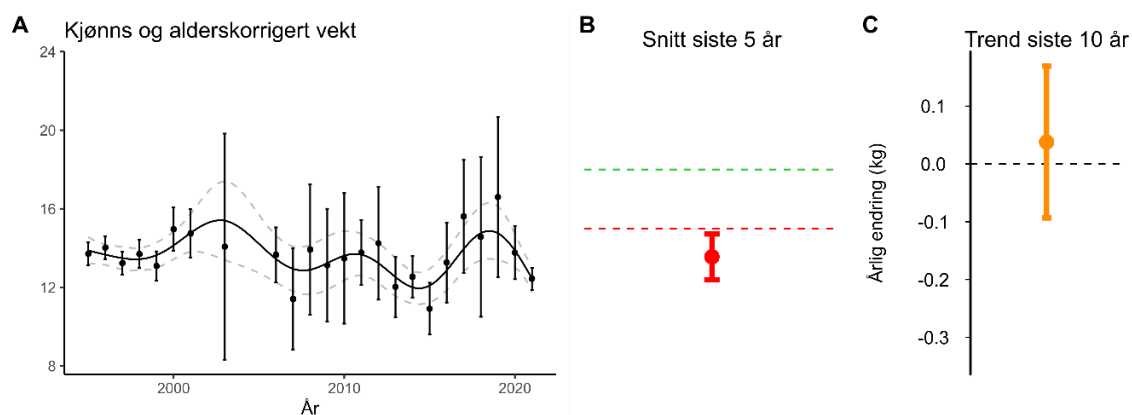 A
Kjønns og alderskorrigert vekt
24
20
16
12
8
2000
2010
2020
År
B
Snitt siste 5 år
C
Trend siste 10 år
Årlig endring (kg)
0.1
0.0
-0.1
-0.2
-0.3